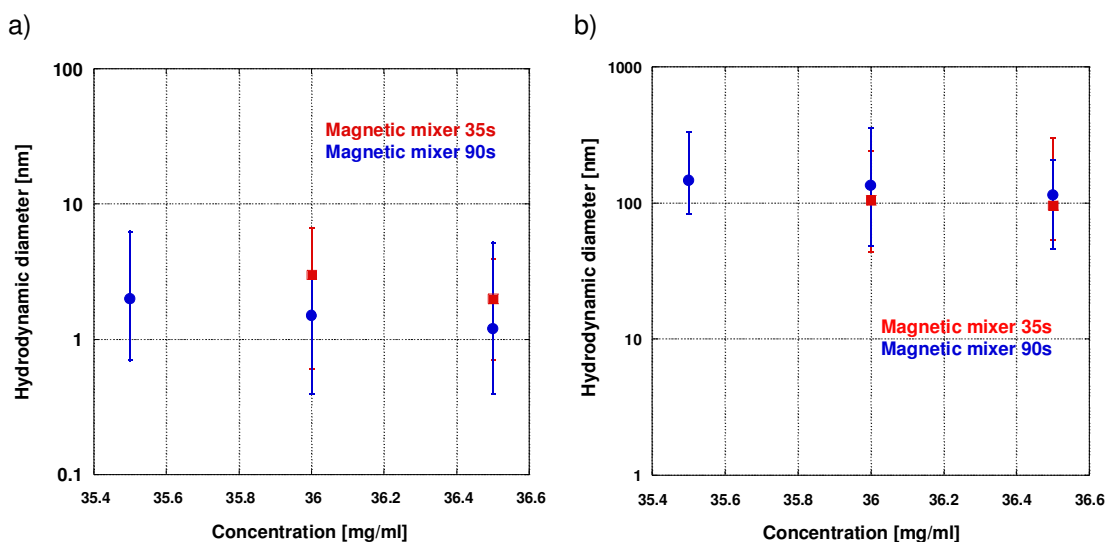 a)
100
10
1
0.1
Hydrodynamic diameter [nm]
Magnetic mixer 35s
Magnetic mixer 90s
35.4 35.6 35.8 36 36.2 36.4 36.6
Concentration [mg/ml]
b)
1000
100
10
1
Hydrodynamic diameter [nm]
Magnetic mixer 35s
Magnetic mixer 90s
35.4 35.6 35.8 36 36.2 36.4 36.6
Concentration [mg/ml]